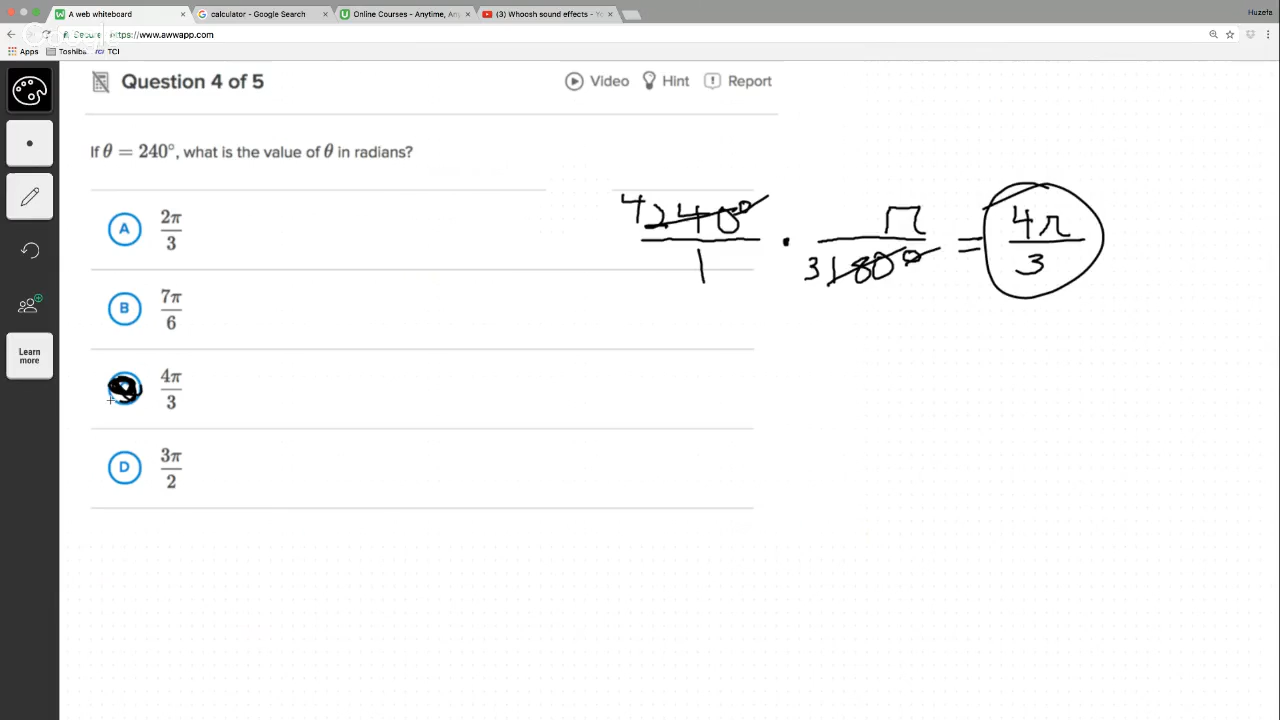 A web whiteboard
calculator - Google Search
Online Courses - Anytime, An
(3) Whoosh sound effects - Yo
Huzefa
Secure https://www.awwapp.com
Apps Toshiba TCI
Question 4 of 5
Video Hint Report
If θ = 240°, what is the value of θ in radians?
A 2π/3
B 7π/6
4π/3
D 3π/2
Learn more
4 240°/1 · π/3 180° = 4π/3